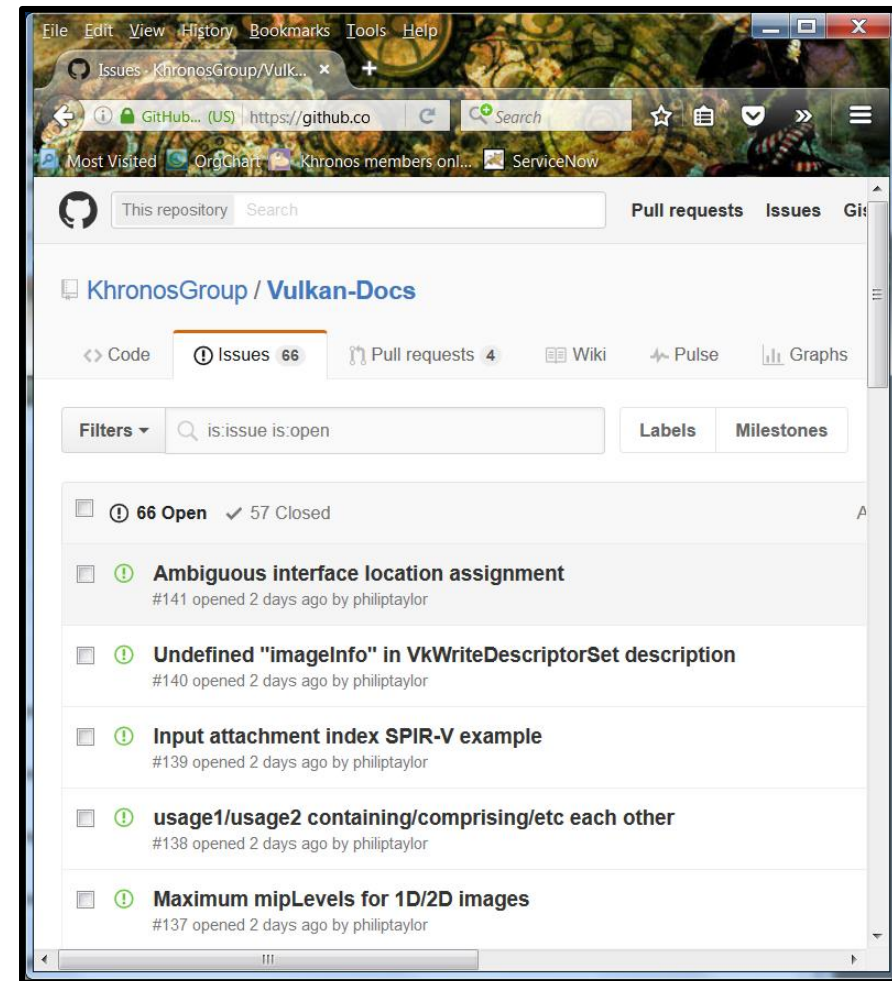 File Edit View History Bookmarks Tools Help
Issues · KhronosGroup/Vulk... × +
GitHub... (US) https://github.co Search
Most Visited OrgChart Khronos members onl... ServiceNow
This repository Search Pull requests Issues Gis
KhronosGroup / Vulkan-Docs
Code Issues 66 Pull requests 4 Wiki Pulse Graphs
Filters is:issue is:open Labels Milestones
66 Open 57 Closed A
Ambiguous interface location assignment
#141 opened 2 days ago by philiptaylor
Undefined "imageInfo" in VkWriteDescriptorSet description
#140 opened 2 days ago by philiptaylor
Input attachment index SPIR-V example
#139 opened 2 days ago by philiptaylor
usage1/usage2 containing/comprising/etc each other
#138 opened 2 days ago by philiptaylor
Maximum mipLevels for 1D/2D images
#137 opened 2 days ago by philiptaylor